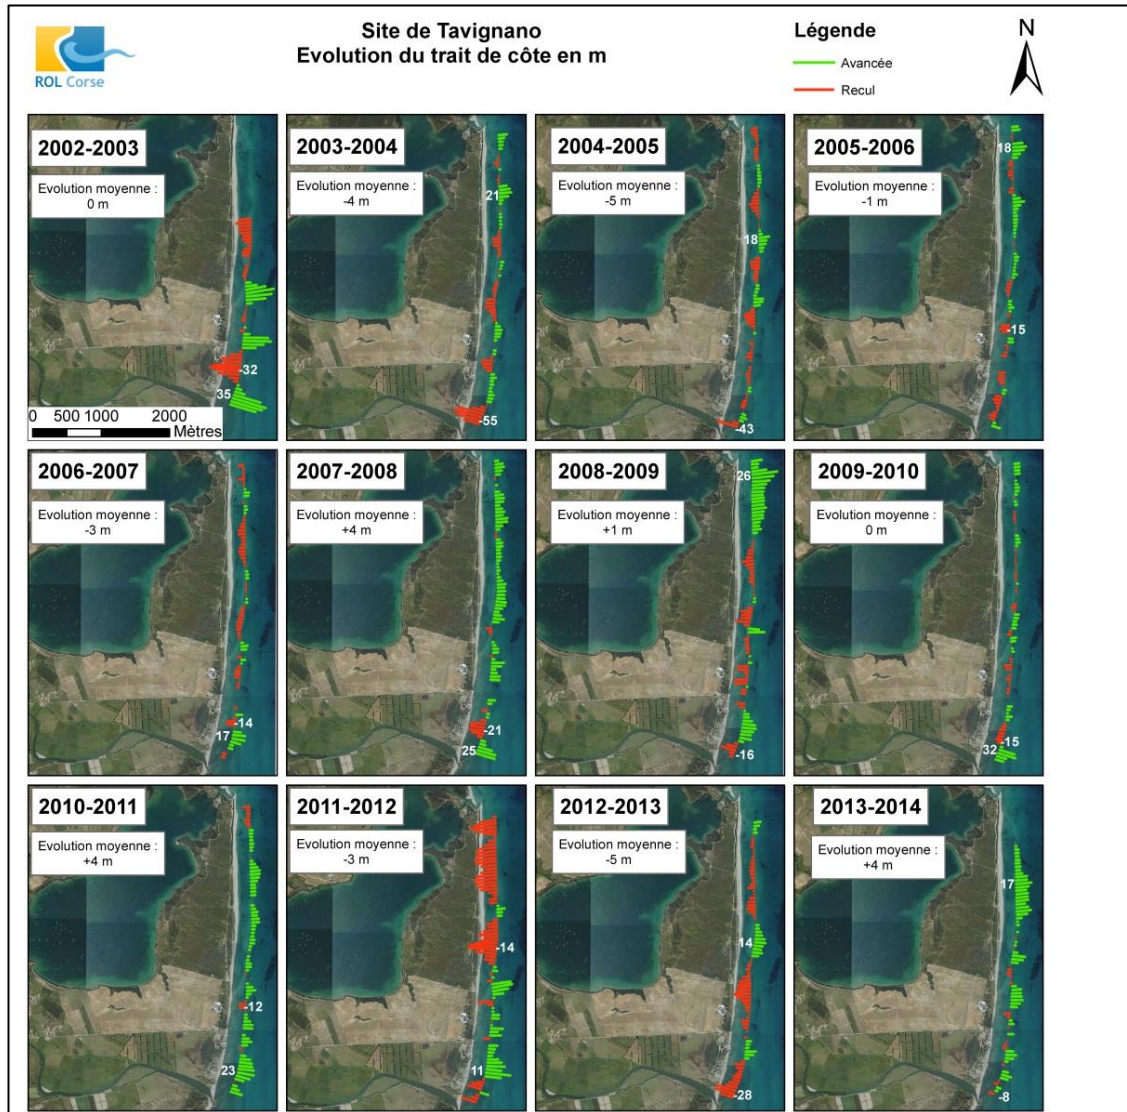 ROL Corse
Site de Tavignano
Evolution du trait de côte en m
Légende
Avancée
Recul
N
2002-2003
Evolution moyenne :
0 m
-32
35
0 500 1000 2000
Mètres
2003-2004
Evolution moyenne :
-4 m
21
-55
2004-2005
Evolution moyenne :
-5 m
18
-43
2005-2006
Evolution moyenne :
-1 m
18
-15
2006-2007
Evolution moyenne :
-3 m
-14
17
2007-2008
Evolution moyenne :
+4 m
-21
25
2008-2009
Evolution moyenne :
+1 m
26
-16
2009-2010
Evolution moyenne :
0 m
-15
32
2010-2011
Evolution moyenne :
+4 m
-12
23
2011-2012
Evolution moyenne :
-3 m
-14
11
2012-2013
Evolution moyenne :
-5 m
14
-28
2013-2014
Evolution moyenne :
+4 m
17
-8